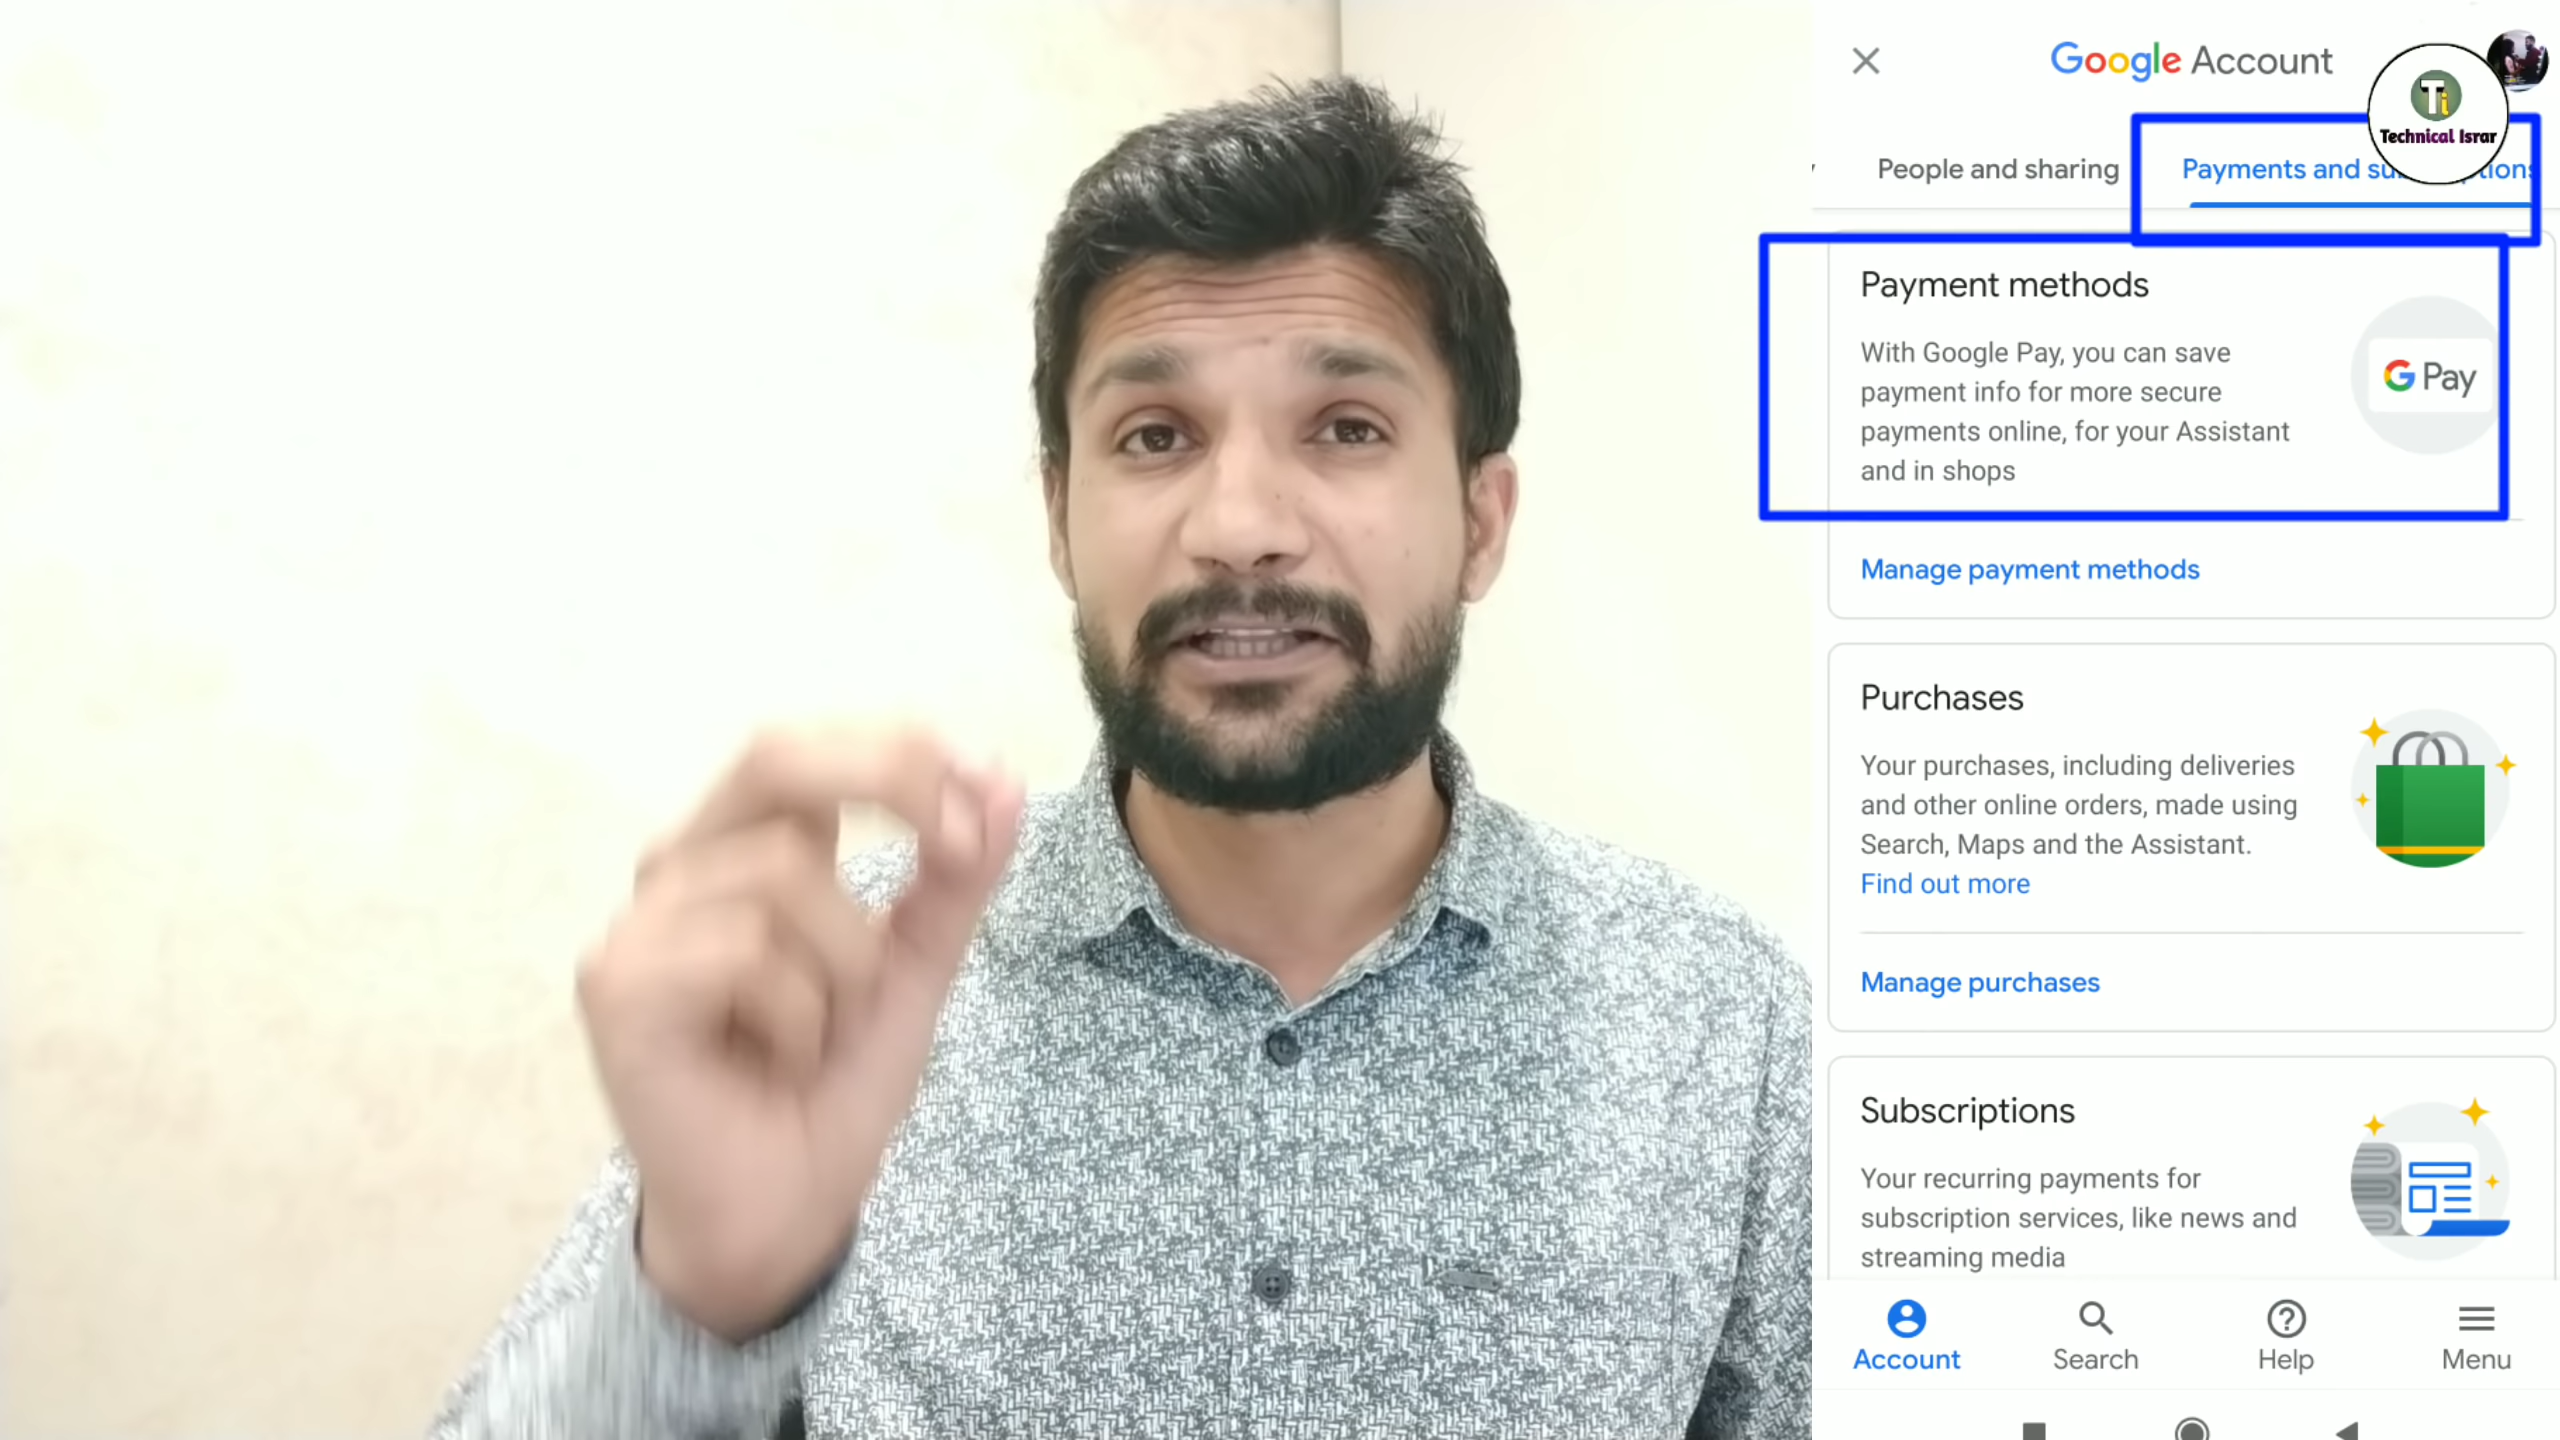 Google Account
Ti
Technical Israr
People and sharing
Payments and su
tions
Payment methods
With Google Pay, you can save
payment info for more secure
payments online, for your Assistant
and in shops
G Pay
Manage payment methods
Purchases
Your purchases, including deliveries
and other online orders, made using
Search, Maps and the Assistant.
Find out more
Manage purchases
Subscriptions
Your recurring payments for
subscription services, like news and
streaming media
Account
Search
Help
Menu